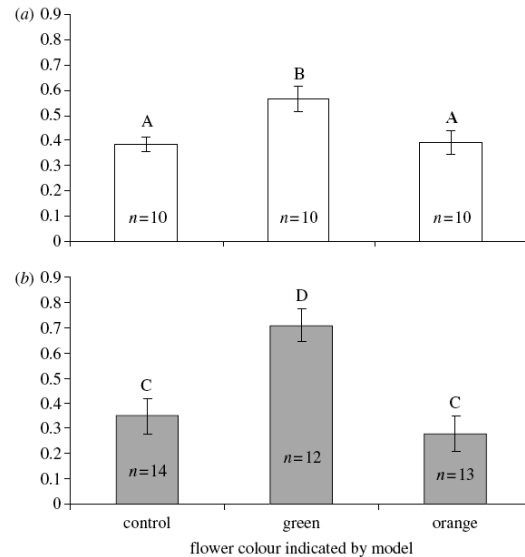 (a) 0.9
0.8
0.7
0.6
0.5
0.4
0.3
0.2
0.1
0
A
B
A
n=10
n=10
n=10
(b) 0.9
0.8
0.7
0.6
0.5
0.4
0.3
0.2
0.1
0
C
D
C
n=14
n=12
n=13
control green orange
flower colour indicated by model